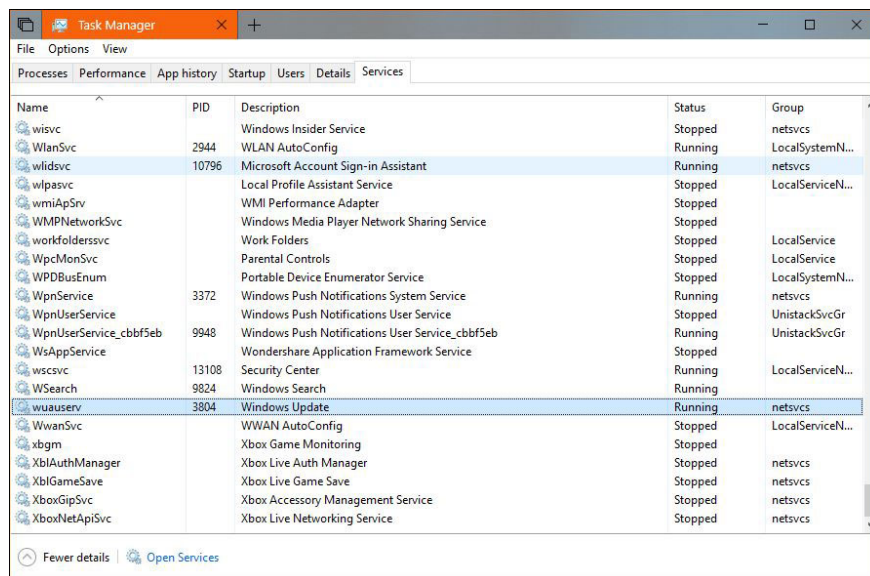 Task Manager
File Options View
Processes Performance App history Startup Users Details Services
Name PID Description Status Group
wisvc Windows Insider Service Stopped netsvcs
WlanSvc 2944 WLAN AutoConfig Running LocalSystemN...
wlidsvc 10796 Microsoft Account Sign-in Assistant Running netsvcs
wlpasvc Local Profile Assistant Service Stopped LocalServiceN...
wmiApSrv WMI Performance Adapter Stopped
WMPNetworkSvc Windows Media Player Network Sharing Service Stopped
workfolderssvc Work Folders Stopped LocalService
WpcMonSvc Parental Controls Stopped LocalService
WPDBusEnum Portable Device Enumerator Service Stopped LocalSystemN...
WpnService 3372 Windows Push Notifications System Service Running netsvcs
WpnUserService Windows Push Notifications User Service Stopped UnistackSvcGr
WpnUserService_cbbf5eb 9948 Windows Push Notifications User Service_cbbf5eb Running UnistackSvcGr
WsAppService Wondershare Application Framework Service Stopped
wscsvc 13108 Security Center Running LocalServiceN...
WSearch 9824 Windows Search Running
wuauserv 3804 Windows Update Running netsvcs
WwanSvc WWAN AutoConfig Stopped LocalServiceN...
xbgm Xbox Game Monitoring Stopped
XblAuthManager Xbox Live Auth Manager Stopped netsvcs
XblGameSave Xbox Live Game Save Stopped netsvcs
XboxGipSvc Xbox Accessory Management Service Stopped netsvcs
XboxNetApiSvc Xbox Live Networking Service Stopped netsvcs
Fewer details Open Services